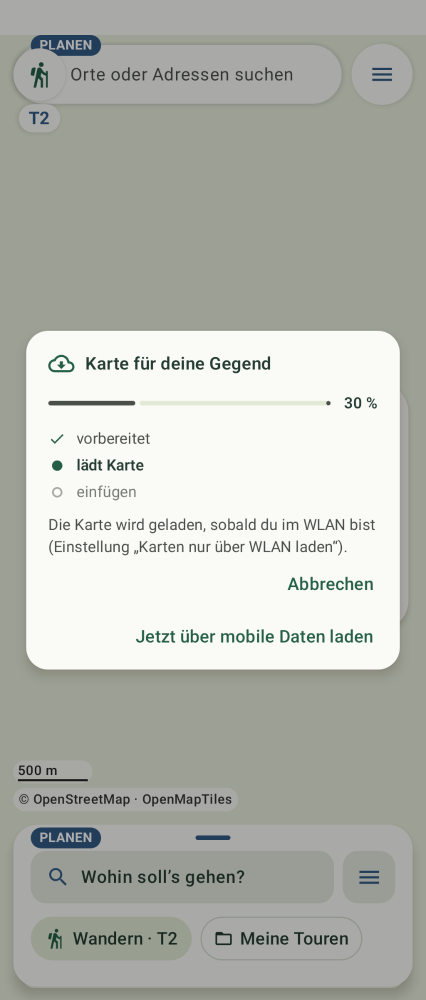 PLANEN
Orte oder Adressen suchen
T2
Karte für deine Gegend
30 %
vorbereitet
lädt Karte
einfügen
Die Karte wird geladen, sobald du im WLAN bist
(Einstellung „Karten nur über WLAN laden“).
Abbrechen
Jetzt über mobile Daten laden
500 m
© OpenStreetMap · OpenMapTiles
PLANEN
Wohin soll’s gehen?
Wandern · T2
Meine Touren